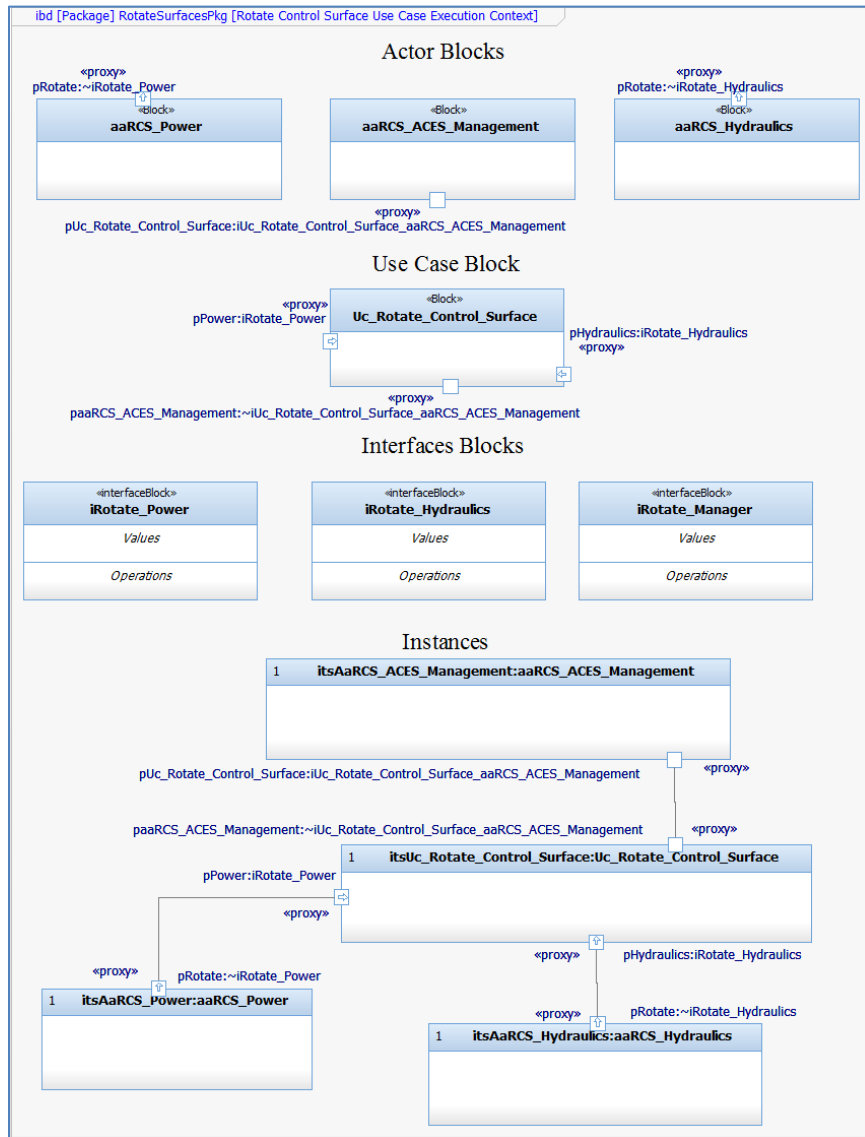 ibd [Package] RotateSurfacesPkg [Rotate Control Surface Use Case Execution Context]
Actor Blocks
«proxy»
pRotate:~iRotate_Power
«Block»
aaRCS_Power
«Block»
aaRCS_ACES_Management
«proxy»
pUc_Rotate_Control_Surface:iUc_Rotate_Control_Surface_aaRCS_ACES_Management
«proxy»
pRotate:~iRotate_Hydraulics
«Block»
aaRCS_Hydraulics
Use Case Block
«proxy»
pPower:iRotate_Power
«Block»
Uc_Rotate_Control_Surface
pHydraulics:iRotate_Hydraulics
«proxy»
«proxy»
paaRCS_ACES_Management:~iUc_Rotate_Control_Surface_aaRCS_ACES_Management
Interfaces Blocks
«interfaceBlock»
iRotate_Power
Values
Operations
«interfaceBlock»
iRotate_Hydraulics
Values
Operations
«interfaceBlock»
iRotate_Manager
Values
Operations
Instances
1 itsAaRCS_ACES_Management:aaRCS_ACES_Management
pUc_Rotate_Control_Surface:iUc_Rotate_Control_Surface_aaRCS_ACES_Management
«proxy»
paaRCS_ACES_Management:~iUc_Rotate_Control_Surface_aaRCS_ACES_Management
«proxy»
1 itsUc_Rotate_Control_Surface:Uc_Rotate_Control_Surface
pPower:iRotate_Power
«proxy»
«proxy»
pHydraulics:iRotate_Hydraulics
«proxy»
pRotate:~iRotate_Power
1 itsAaRCS_Power:aaRCS_Power
«proxy»
pRotate:~iRotate_Hydraulics
1 itsAaRCS_Hydraulics:aaRCS_Hydraulics